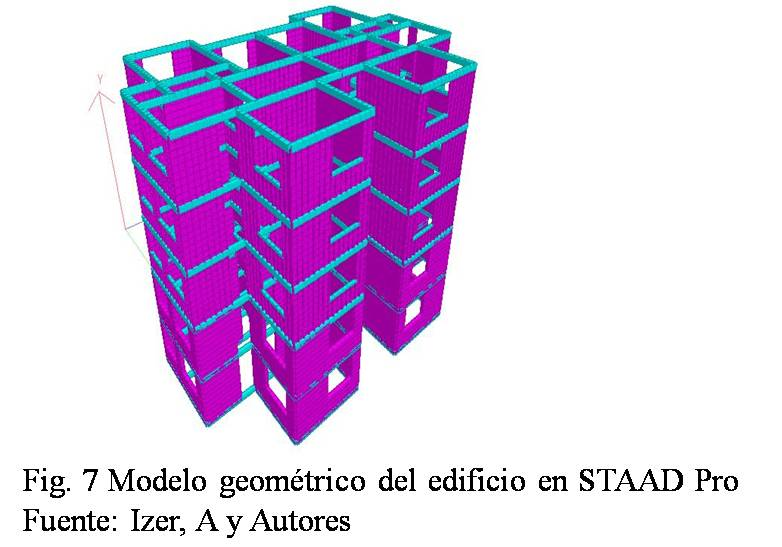 Y
Fig. 7 Modelo geométrico del edificio en STAAD Pro
Fuente: Izer, A y Autores